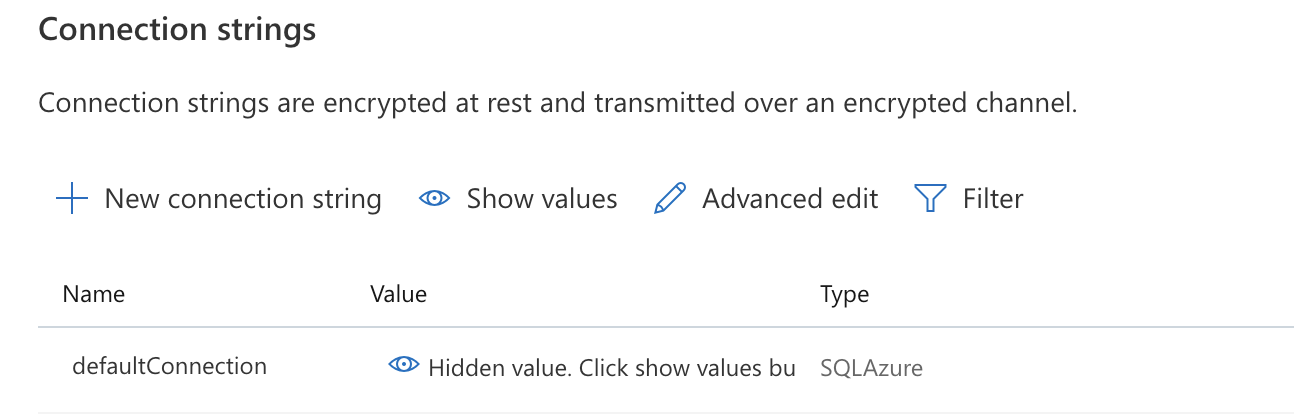 Connection strings
Connection strings are encrypted at rest and transmitted over an encrypted channel.
New connection string Show values Advanced edit Filter
Name Value Type
defaultConnection Hidden value. Click show values bu SQLAzure